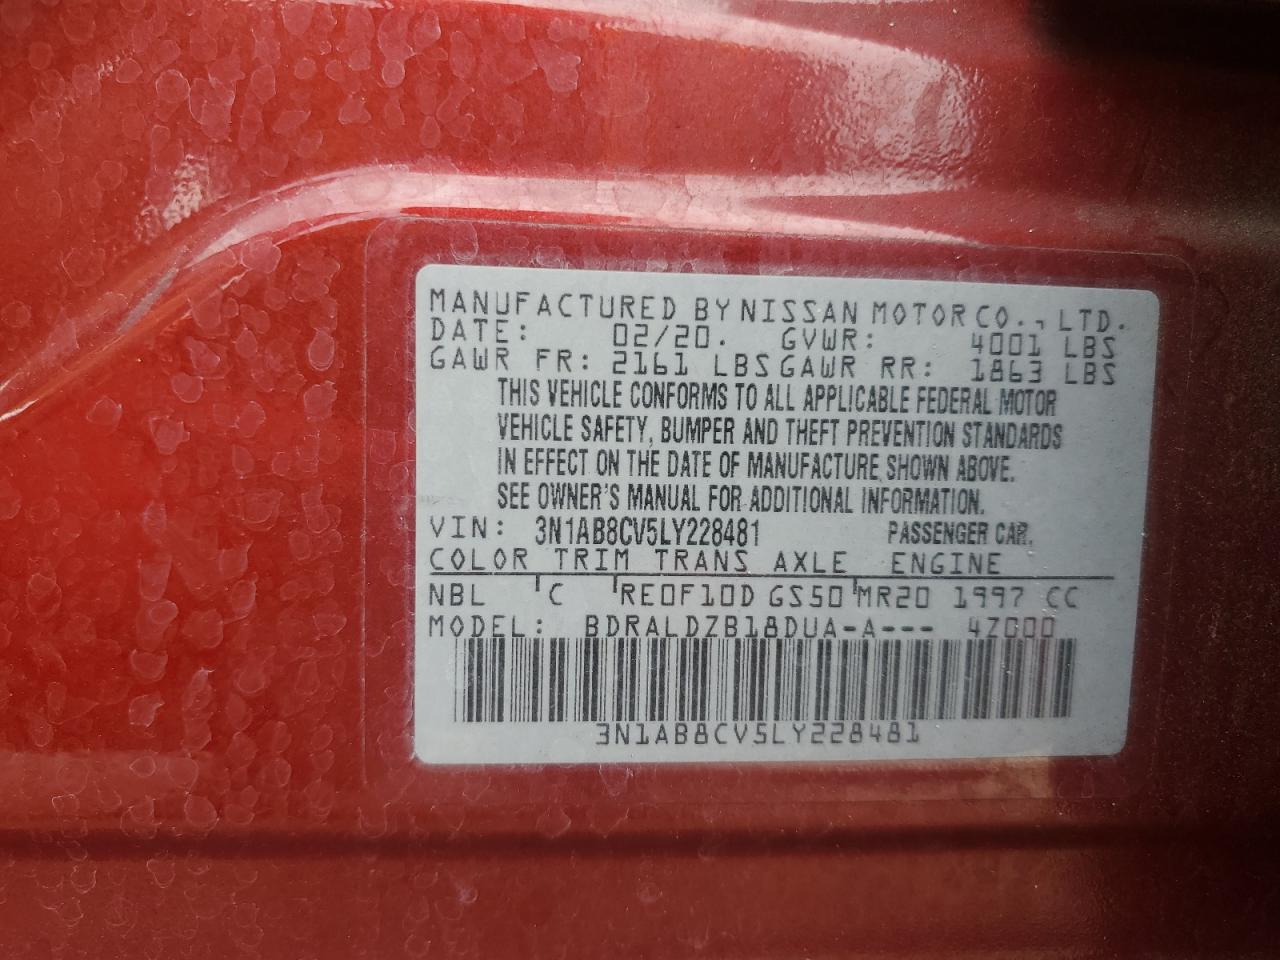 MANUFACTURED BY NISSAN MOTOR CO., LTD.
DATE: 02/20. GVWR: 4001 LBS
GAWR FR: 2161 LBS GAWR RR: 1863 LBS
THIS VEHICLE CONFORMS TO ALL APPLICABLE FEDERAL MOTOR
VEHICLE SAFETY, BUMPER AND THEFT PREVENTION STANDARDS
IN EFFECT ON THE DATE OF MANUFACTURE SHOWN ABOVE.
SEE OWNER'S MANUAL FOR ADDITIONAL INFORMATION.
VIN: 3N1AB8CV5LY228481 PASSENGER CAR.
COLOR TRIM TRANS AXLE ENGINE
NBL C RE0F10D GS50 MR20 1997 CC
MODEL: BDRALDZB18DUA-A--- 4Z000
3N1AB8CV5LY228481